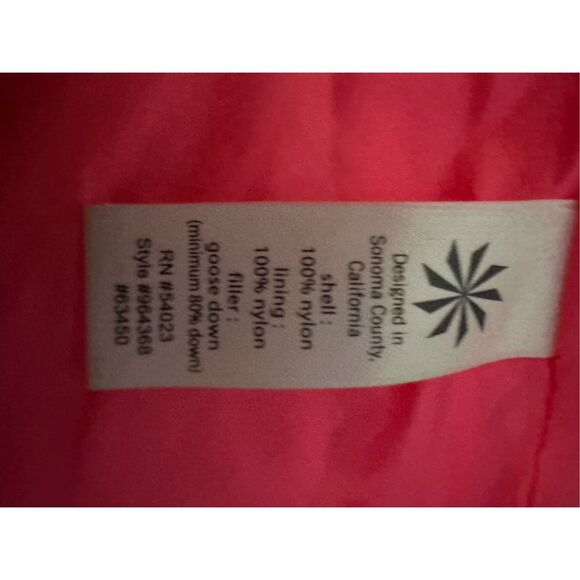 Designed in
Sonoma County,
California
shell :
100% nylon
lining :
100% nylon
filler :
goose down
(minimum 80% down)
RN #54023
Style #964368
#63450